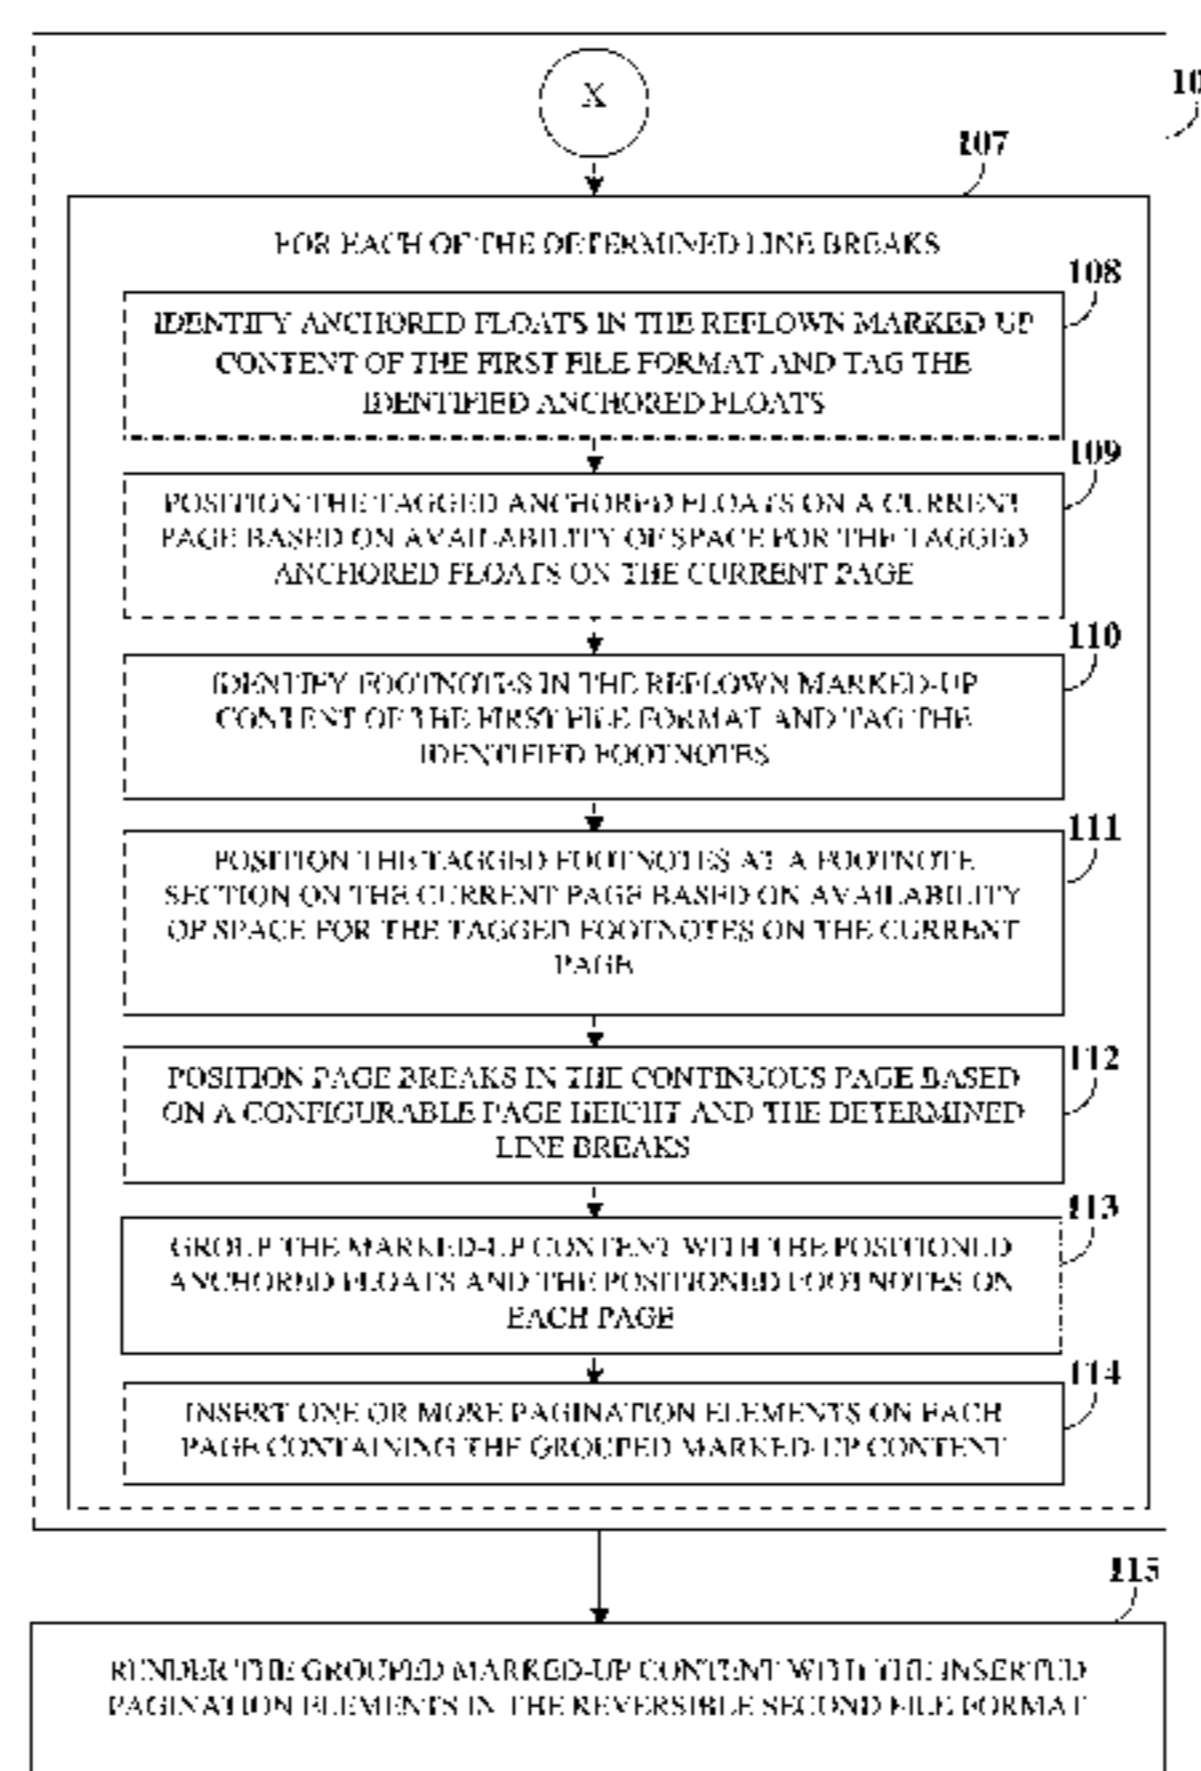 X
10
107
FOR EACH OF THE DETERMINED LINE BREAKS
108
IDENTIFY ANCHORED FLOATS IN THE REFLOWN MARKED-UP
CONTENT OF THE FIRST FILE FORMAT AND TAG THE
IDENTIFIED ANCHORED FLOATS
109
POSITION THE TAGGED ANCHORED FLOATS ON A CURRENT
PAGE BASED ON AVAILABILITY OF SPACE FOR THE TAGGED
ANCHORED FLOATS ON THE CURRENT PAGE
110
IDENTIFY FOOTNOTES IN THE REFLOWN MARKED-UP
CONTENT OF THE FIRST FILE FORMAT AND TAG THE
IDENTIFIED FOOTNOTES
111
POSITION THE TAGGED FOOTNOTES AT A FOOTNOTE
SECTION ON THE CURRENT PAGE BASED ON AVAILABILITY
OF SPACE FOR THE TAGGED FOOTNOTES ON THE CURRENT
PAGE
112
POSITION PAGE BREAKS IN THE CONTINUOUS PAGE BASED
ON A CONFIGURABLE PAGE HEIGHT AND THE DETERMINED
LINE BREAKS
113
GROUP THE MARKED-UP CONTENT WITH THE POSITIONED
ANCHORED FLOATS AND THE POSITIONED FOOTNOTES ON
EACH PAGE
114
INSERT ONE OR MORE PAGINATION ELEMENTS ON EACH
PAGE CONTAINING THE GROUPED MARKED-UP CONTENT
115
RENDER THE GROUPED MARKED-UP CONTENT WITH THE INSERTED
PAGINATION ELEMENTS IN THE REVERSIBLE SECOND FILE FORMAT